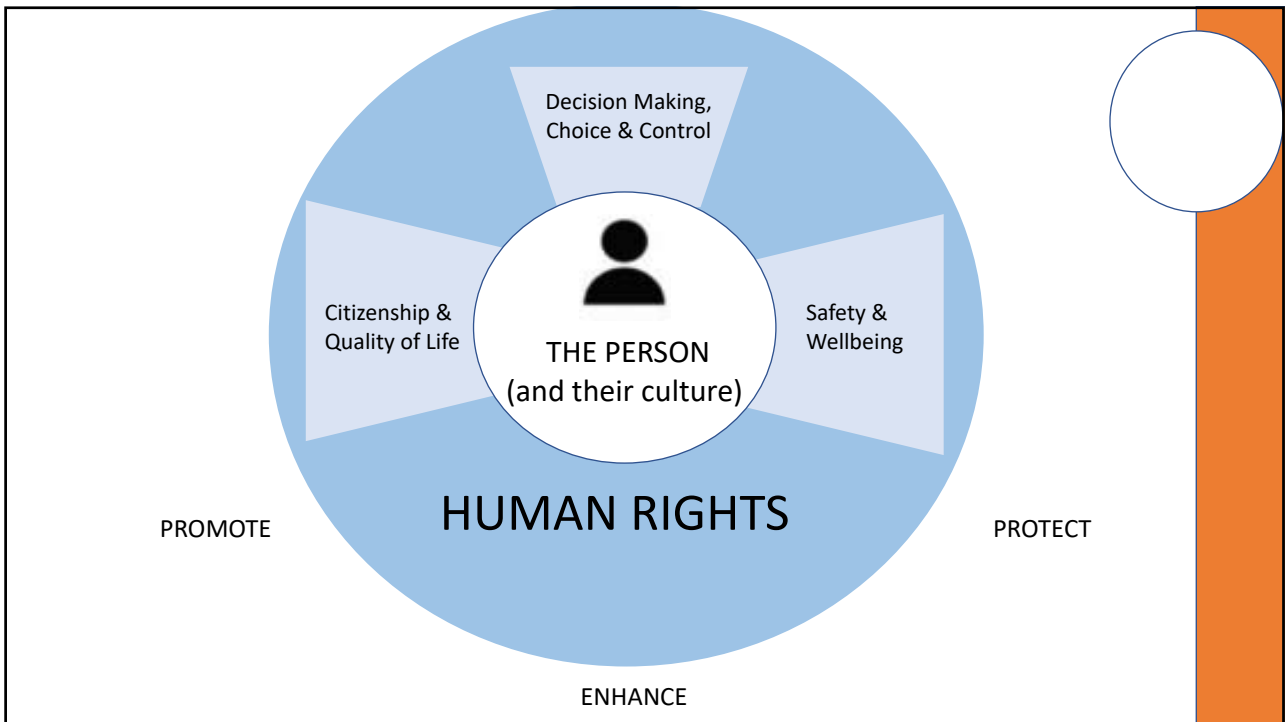 Decision Making,
Choice & Control
Citizenship &
Quality of Life
Safety &
Wellbeing
THE PERSON
(and their culture)
HUMAN RIGHTS
PROMOTE
PROTECT
ENHANCE